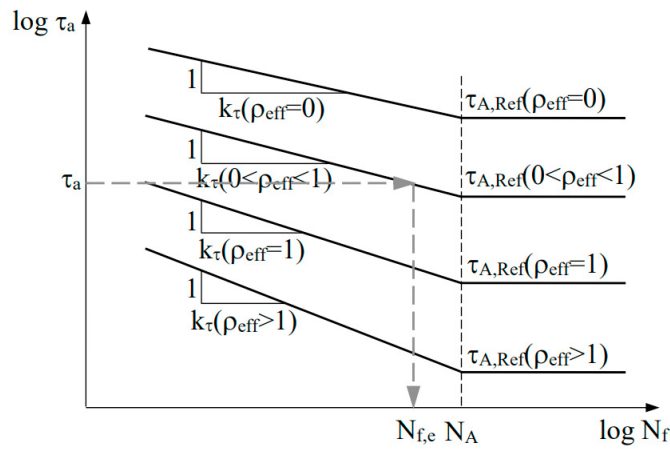 log τa
1
kτ(ρeff=0)
τA,Ref(ρeff=0)
1
kτ(0<ρeff<1)
τA,Ref(0<ρeff<1)
τa
1
kτ(ρeff=1)
τA,Ref(ρeff=1)
1
kτ(ρeff>1)
τA,Ref(ρeff>1)
Nf,e NA log Nf